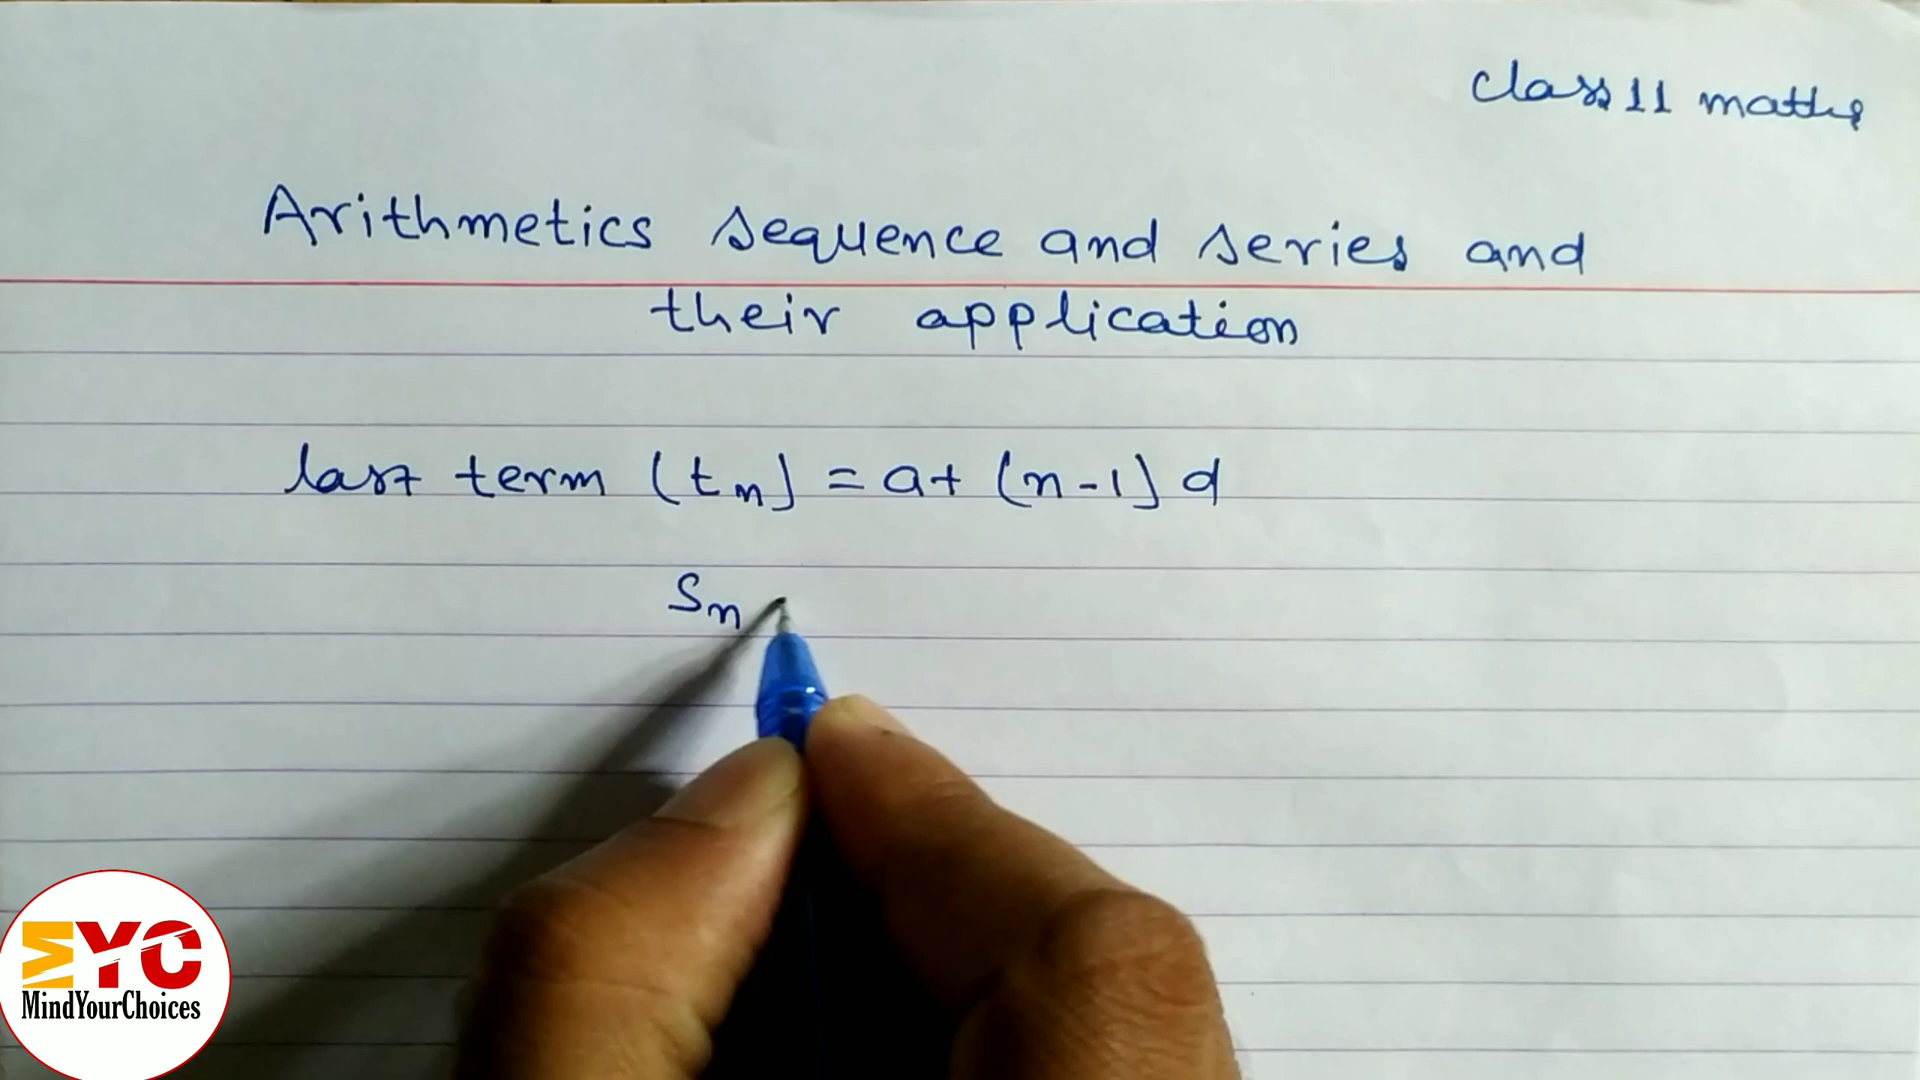 class 11 maths
Arithmetics sequence and series and
their application
last term (tn) = a + (n-1) d
Sn
MYC
MindYourChoices